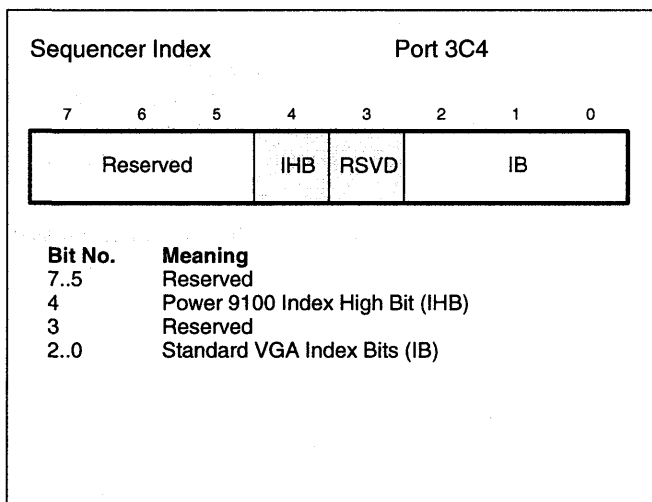 Sequencer Index Port 3C4
7 6 5 4 3 2 1 0
Reserved IHB RSVD IB
Bit No. Meaning
7..5 Reserved
4 Power 9100 Index High Bit (IHB)
3 Reserved
2..0 Standard VGA Index Bits (IB)